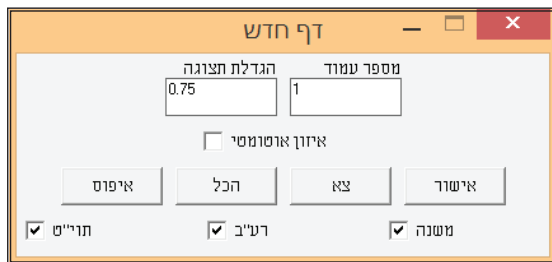 דף חדש
מספר עמוד הגדלת תצוגה
1 0.75
איזון אוטומטי
אישור צא הכל איפוס
משנה רע"ב תוי"ט